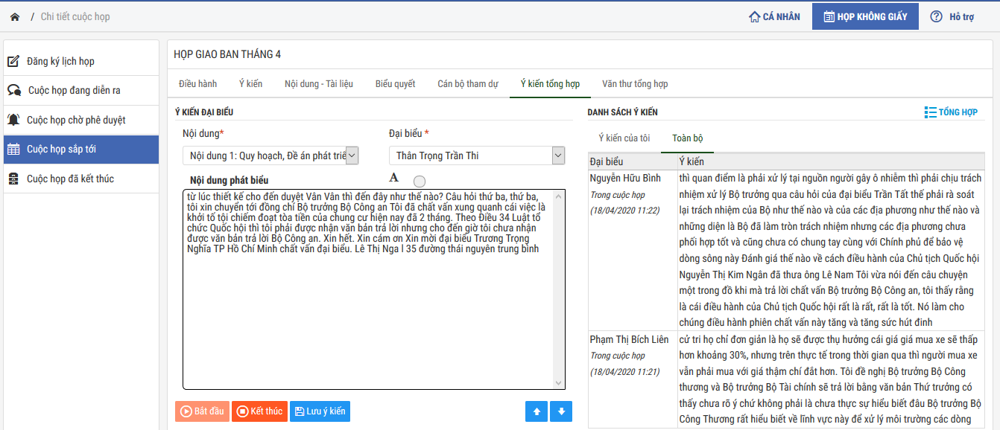 / Chi tiết cuộc họp
CÁ NHÂN
HỌP KHÔNG GIẤY
Hỗ trợ
Đăng ký lịch họp
Cuộc họp đang diễn ra
Cuộc họp chờ phê duyệt
Cuộc họp sắp tới
Cuộc họp đã kết thúc
HỌP GIAO BAN THÁNG 4
Điều hành
Ý kiến
Nội dung - Tài liệu
Biểu quyết
Cán bộ tham dự
Ý kiến tổng hợp
Văn thư tổng hợp
Ý KIẾN ĐẠI BIỂU
Nội dung*
Đại biểu *
Nội dung 1: Quy hoạch, Đề án phát triể
Thân Trọng Trần Thi
Nội dung phát biểu
A
từ lúc thiết kế cho đến duyệt Vân Vân thì đến đây như thế nào? Câu hỏi thứ ba, thứ ba,
tôi xin chuyển tới đồng chí Bộ trưởng Bộ Công an Tôi đã chất vấn xung quanh cái việc là
khởi tố tội chiếm đoạt tòa tiền của chung cư hiện nay đã 2 tháng. Theo Điều 34 Luật tổ
chức Quốc hội thì tôi phải được nhận văn bản trả lời nhưng cho đến giờ tôi chưa nhận
được văn bản trả lời Bộ Công an. Xin hết. Xin cám ơn Xin mời đại biểu Trương Trọng
Nghĩa TP Hồ Chí Minh chất vấn đại biểu. Lê Thị Nga l 35 đường thái nguyên trung bình
Bắt đầu
Kết thúc
Lưu ý kiến
DANH SÁCH Ý KIẾN
TỔNG HỢP
Ý kiến của tôi
Toàn bộ
Đại biểu
Ý kiến
Nguyễn Hữu Bình
Trong cuộc họp
(18/04/2020 11:22)
thì quan điểm là phải xử lý tại nguồn người gây ô nhiễm thì phải chịu trách
nhiệm xử lý Bộ trưởng qua câu hỏi của đại biểu Trần Tất thế phải rà soát
lại trách nhiệm của Bộ như thế nào và của các địa phương như thế nào và
những diện là Bộ đã làm tròn trách nhiệm nhưng các địa phương chưa
phối hợp tốt và cũng chưa có chung tay cùng với Chính phủ để bảo vệ
dòng sông này Đánh giá thế nào về cách điều hành của Chủ tịch Quốc hội
Nguyễn Thị Kim Ngân đã thưa ông Lê Nam Tôi vừa nói đến câu chuyện
một trong đồ khi mà trả lời chất vấn Bộ trưởng Bộ Công an, tôi thấy rằng
là cái điều hành của Chủ tịch Quốc hội rất là rất, rất là tốt. Nó làm cho
chúng điều hành phiên chất vấn này tăng và tăng sức hút đinh
Phạm Thị Bích Liên
Trong cuộc họp
(18/04/2020 11:21)
cử tri họ chỉ đơn giản là họ sẽ được thụ hưởng cái giá giá mua xe sẽ thấp
hơn khoảng 30%, nhưng trên thực tế trong thời gian qua thì người mua xe
vẫn phải mua với giá thậm chí đắt hơn. Tôi đề nghị Bộ trưởng Bộ Công
thương và Bộ trưởng Bộ Tài chính sẽ trả lời bằng văn bản Thứ trưởng có
thấy chưa rõ ý chứ không phải là chưa thực sự hiểu biết đâu Bộ trưởng Bộ
Công Thương rất hiểu biết về lĩnh vực này để xử lý môi trường các dòng